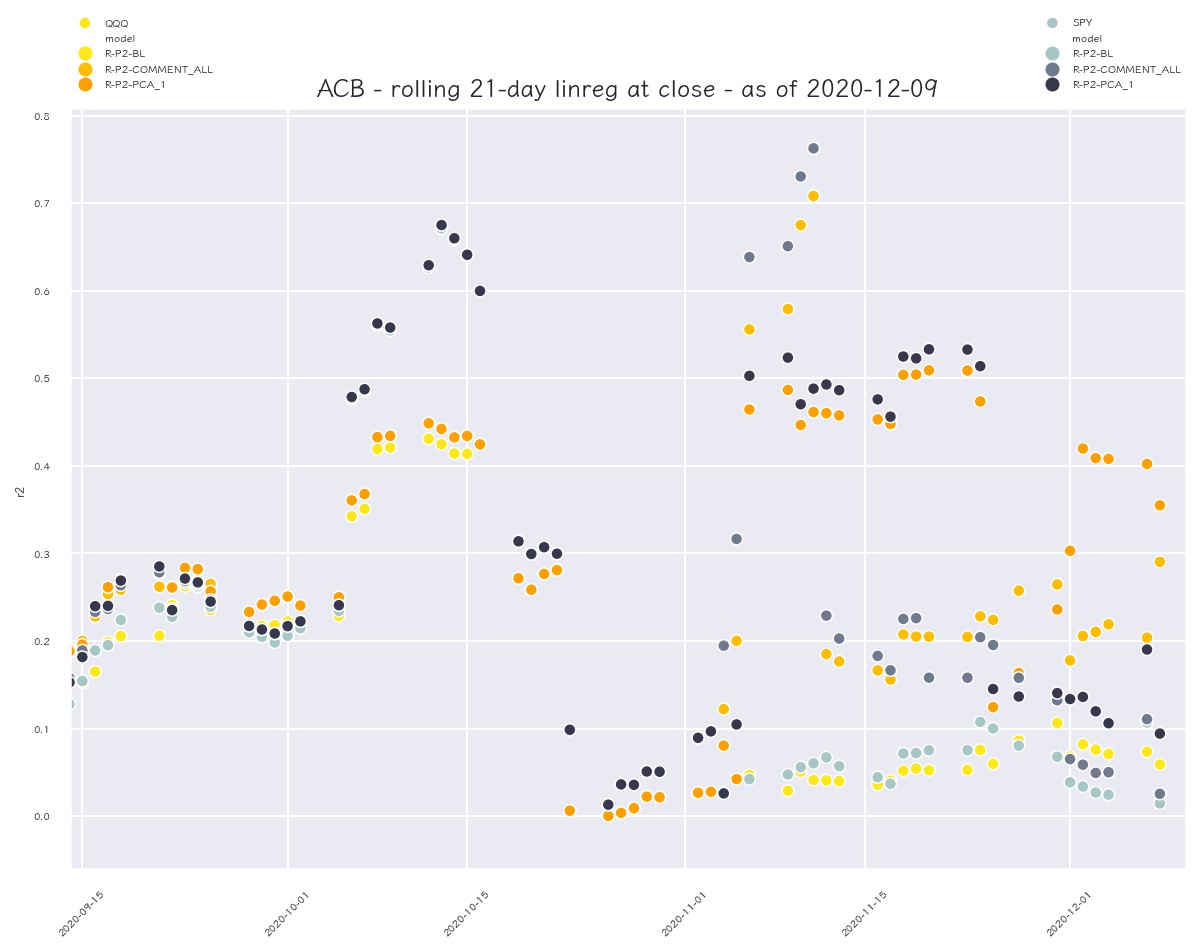 QQQ
model
R-P2-BL
R-P2-COMMENT_ALL
R-P2-PCA_1
SPY
model
R-P2-BL
R-P2-COMMENT_ALL
R-P2-PCA_1
ACB - rolling 21-day linreg at close - as of 2020-12-09
0.8
0.7
0.6
0.5
0.4
0.3
0.2
0.1
0.0
r2
2020-09-15
2020-10-01
2020-10-15
2020-11-01
2020-11-15
2020-12-01